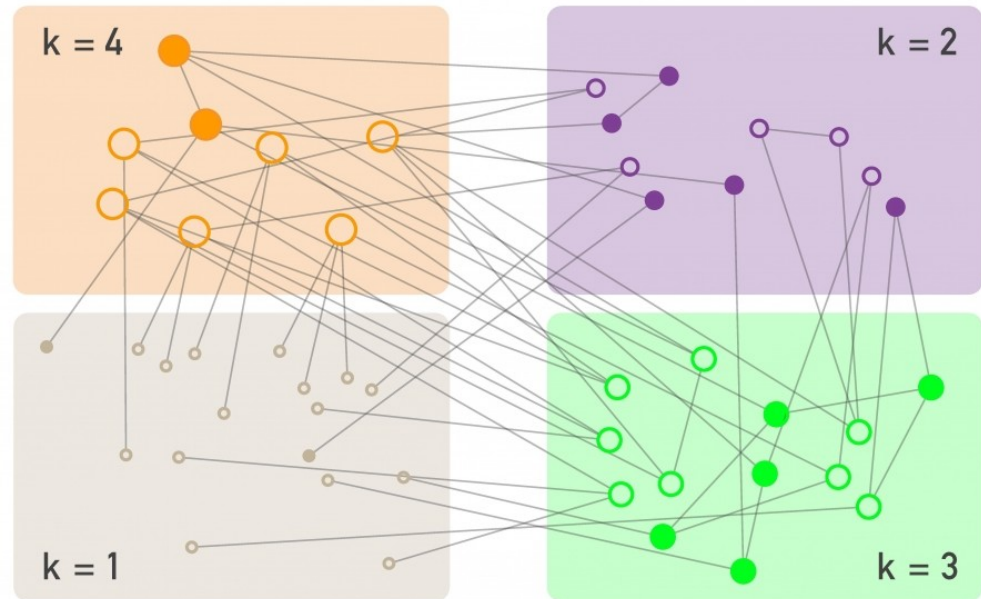 k = 4
k = 2
k = 1
k = 3